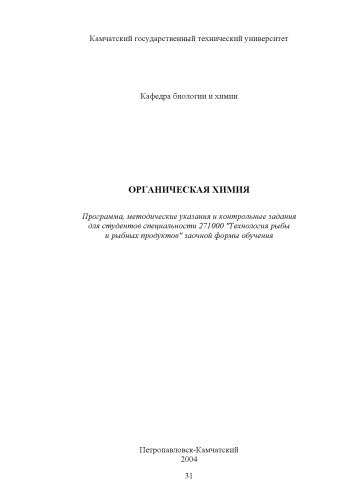 Камчатский государственный технический университет
Кафедра биологии и химии
ОРГАНИЧЕСКАЯ ХИМИЯ
Программа, методические указания и контрольные задания
для студентов специальности 271000 "Технология рыбы
и рыбных продуктов" заочной формы обучения
Петропавловск-Камчатский
2004
31